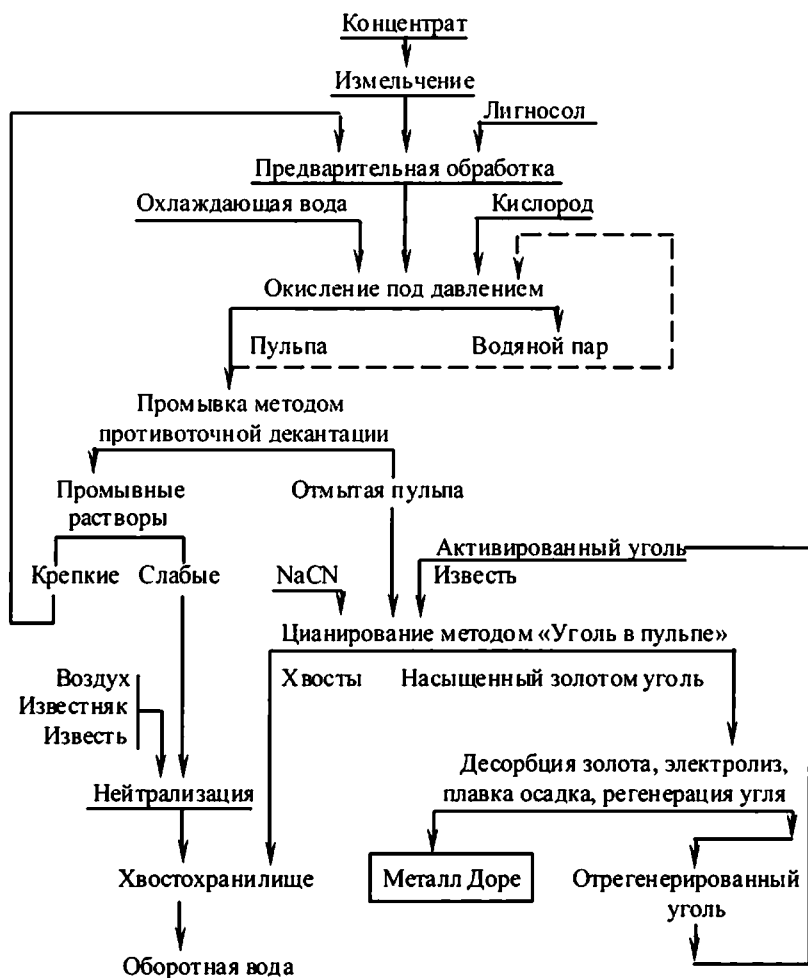 Концентрат
Измельчение
Лигносол
Предварительная обработка
Охлаждающая вода
Кислород
Окисление под давлением
Пульпа
Водяной пар
Промывка методом
противоточной декантации
Промывные
растворы
Отмытая пульпа
Крепкие
Слабые
NaCN
Активированный уголь
Известь
Цианирование методом «Уголь в пульпе»
Хвосты
Насыщенный золотом уголь
Воздух
Известняк
Известь
Нейтрализация
Десорбция золота, электролиз,
плавка осадка, регенерация угля
Хвостохранилище
Металл Доре
Отрегенерированный
уголь
Оборотная вода